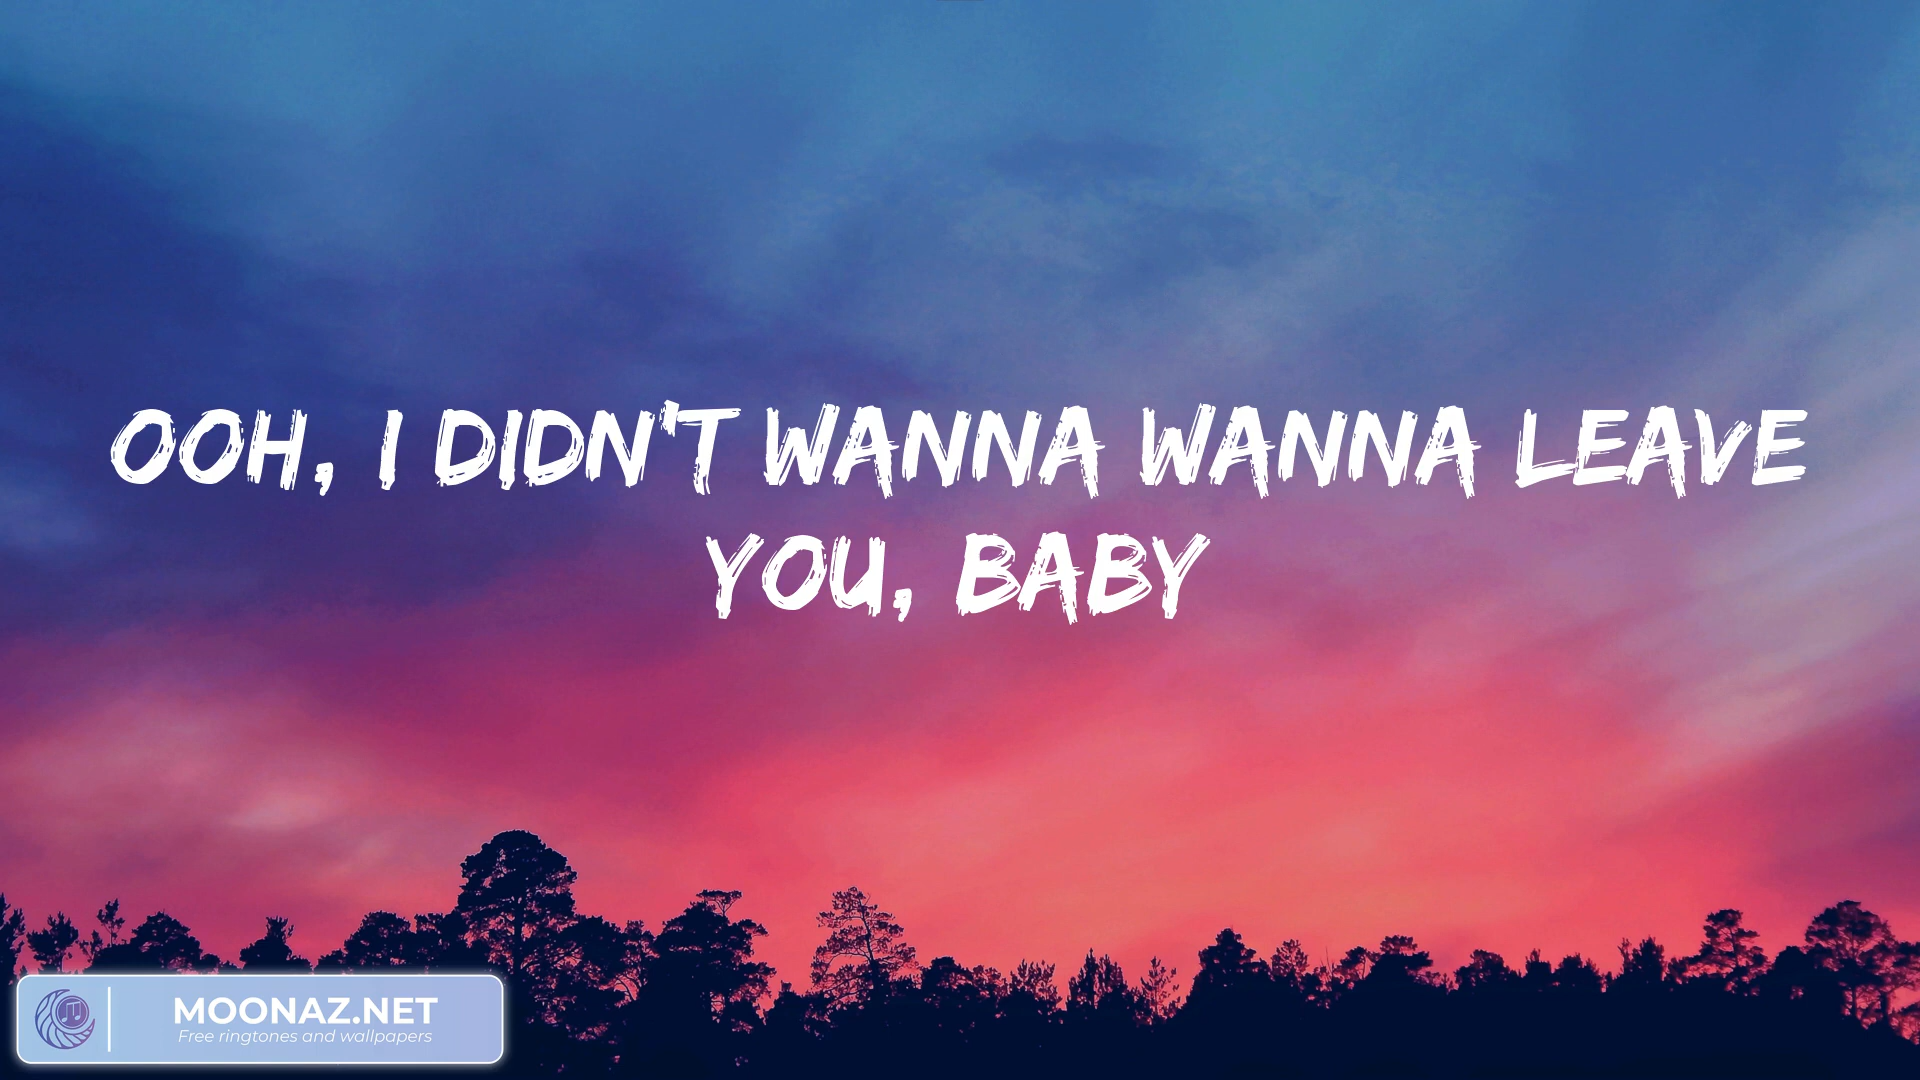 OOH, I DIDN'T WANNA WANNA LEAVE
YOU, BABY
MOONAZ.NET
Free ringtones and wallpapers